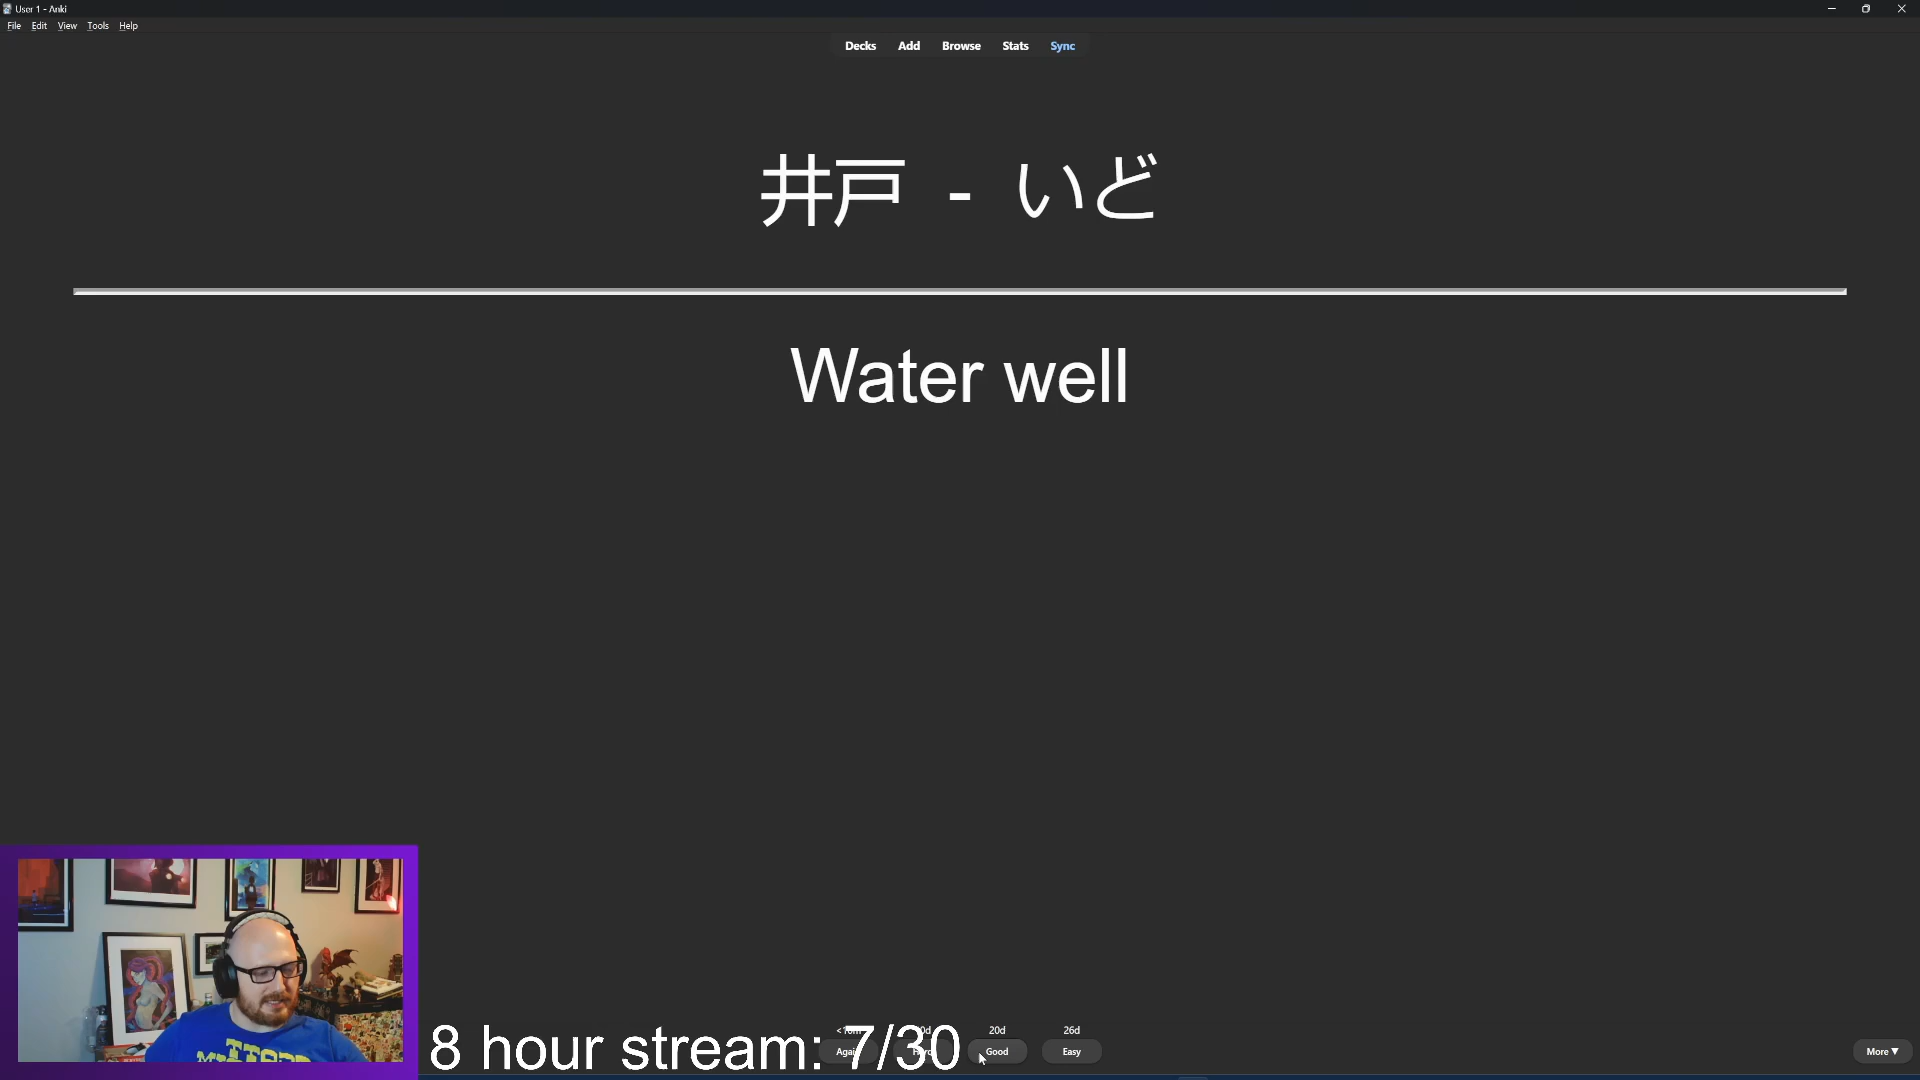 User 1 - Anki
File Edit View Tools Help
Decks Add Browse Stats Sync
井戸 - いど
Water well
20d 26d
Good Easy
More ▼
8 hour stream: 7/30